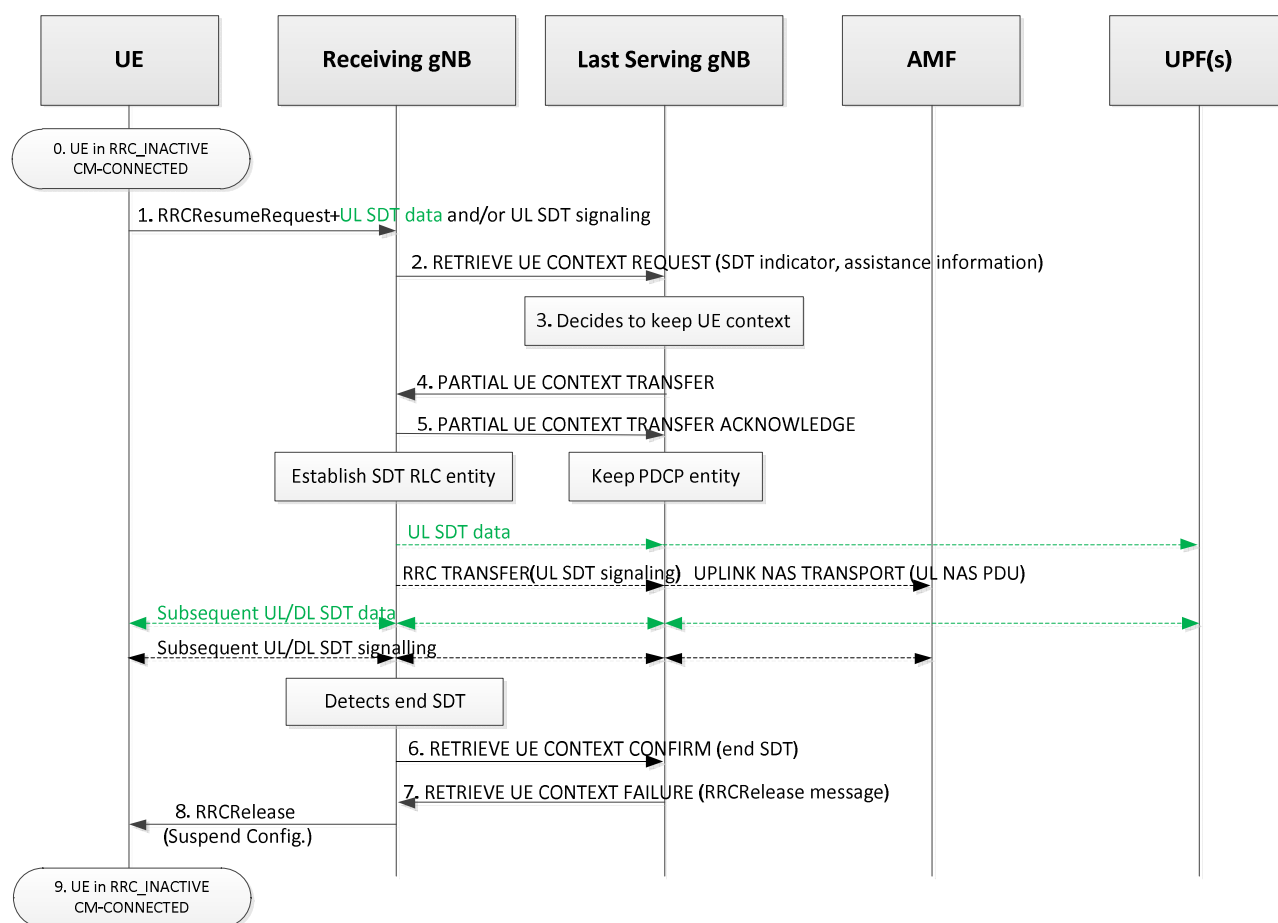 UE
Receiving gNB
Last Serving gNB
AMF
UPF(s)
0. UE in RRC_INACTIVE
CM-CONNECTED
1. RRCResumeRequest+UL SDT data and/or UL SDT signaling
2. RETRIEVE UE CONTEXT REQUEST (SDT indicator, assistance information)
3. Decides to keep UE context
4. PARTIAL UE CONTEXT TRANSFER
5. PARTIAL UE CONTEXT TRANSFER ACKNOWLEDGE
Establish SDT RLC entity
Keep PDCP entity
UL SDT data
RRC TRANSFER(UL SDT signaling)
UPLINK NAS TRANSPORT (UL NAS PDU)
Subsequent UL/DL SDT data
Subsequent UL/DL SDT signalling
Detects end SDT
6. RETRIEVE UE CONTEXT CONFIRM (end SDT)
7. RETRIEVE UE CONTEXT FAILURE (RRCRelease message)
8. RRCRelease
(Suspend Config.)
9. UE in RRC_INACTIVE
CM-CONNECTED